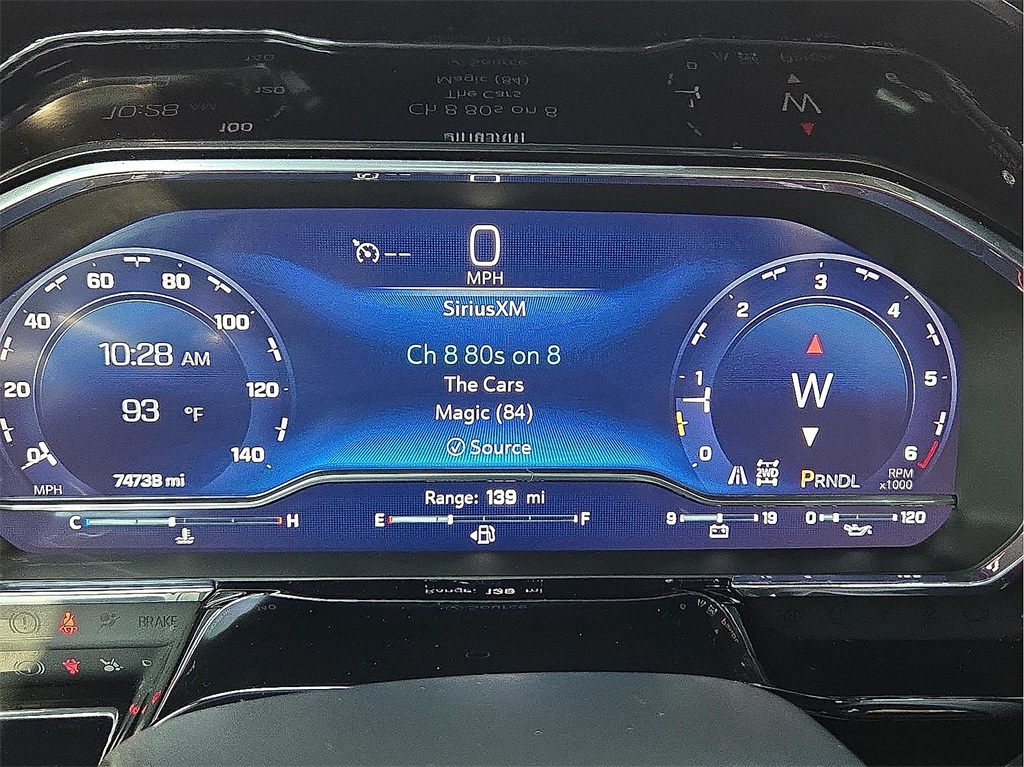 0
MPH
SiriusXM
Ch 8 80s on 8
The Cars
Magic (84)
Source
0
20
40
60
80
100
120
140
MPH
10:28 AM
93 °F
74738 mi
0
1
2
3
4
5
6
RPM
x1000
W
2WD
PRNDL
Range: 139 mi
C H
E F
9 19
0 120
BRAKE